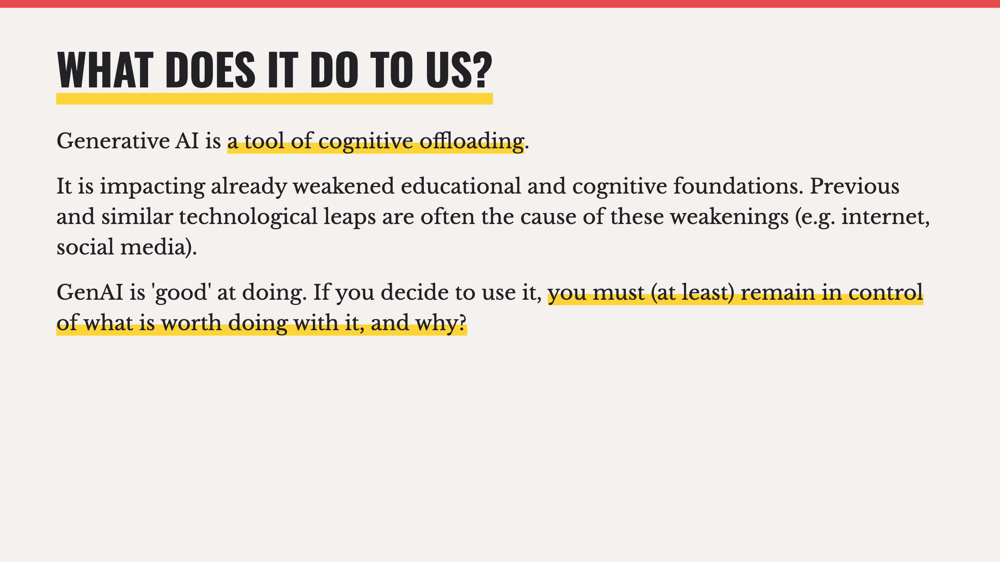 WHAT DOES IT DO TO US?
Generative AI is a tool of cognitive offloading.
It is impacting already weakened educational and cognitive foundations. Previous
and similar technological leaps are often the cause of these weakenings (e.g. internet,
social media).
GenAI is 'good' at doing. If you decide to use it, you must (at least) remain in control
of what is worth doing with it, and why?